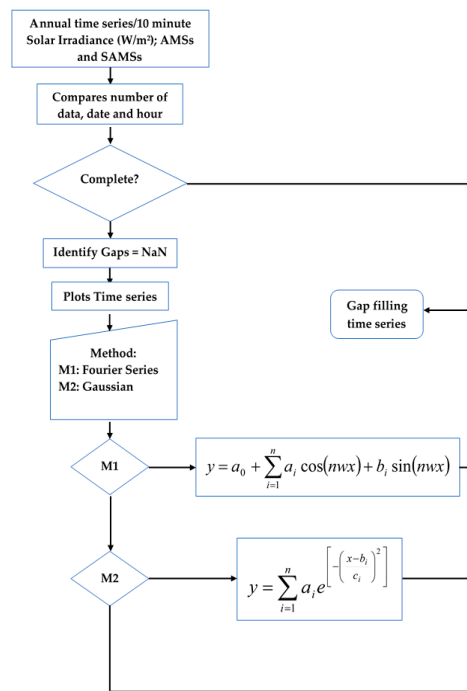 Annual time series/10 minute
Solar Irradiance (W/m²); AMSs
and SAMSs
Compares number of
data, date and hour
Complete?
Identify Gaps = NaN
Plots Time series
Gap filling
time series
Method:
M1: Fourier Series
M2: Gaussian
M1
y = a₀ + ∑ᵢ₌₁ⁿ aᵢ cos(nwx) + bᵢ sin(nwx)
M2
y = ∑ᵢ₌₁ⁿ aᵢ e^[−((x−bᵢ)/cᵢ)²]